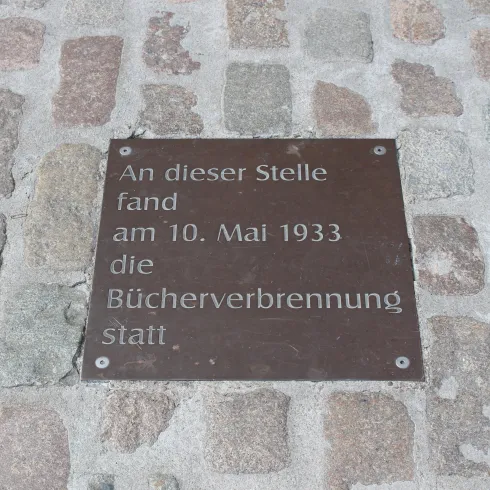 An dieser Stelle
fand
am 10. Mai 1933
die
Bücherverbrennung
statt